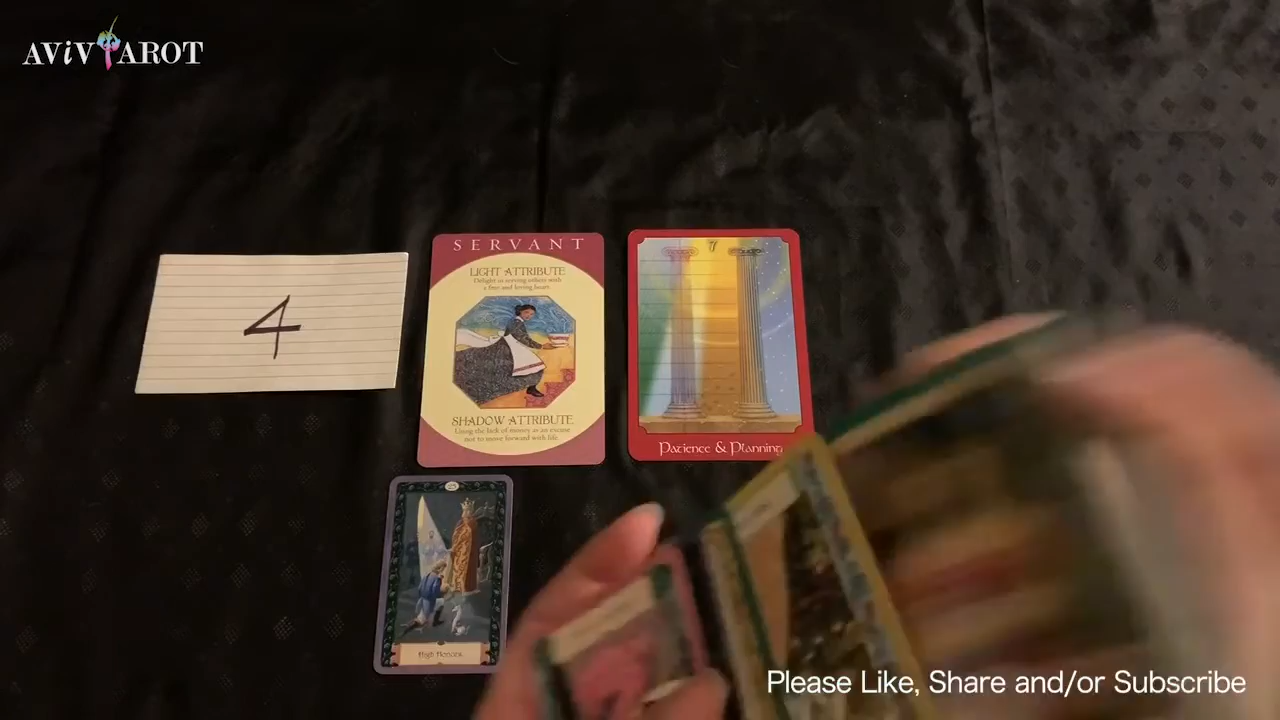 AViVTAROT
4
SERVANT
LIGHT ATTRIBUTE
Delight in serving others with
a free and loving heart.
SHADOW ATTRIBUTE
Using the lack of money as an excuse
not to move forward with life.
7
Patience & Planning
High Honor
Please Like, Share and/or Subscribe